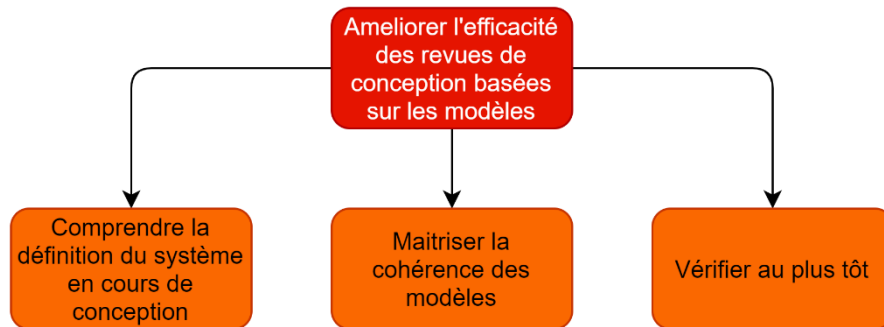 Ameliorer l'efficacité
des revues de
conception basées
sur les modèles
Comprendre la
définition du système
en cours de
conception
Maitriser la
cohérence des
modèles
Vérifier au plus tôt